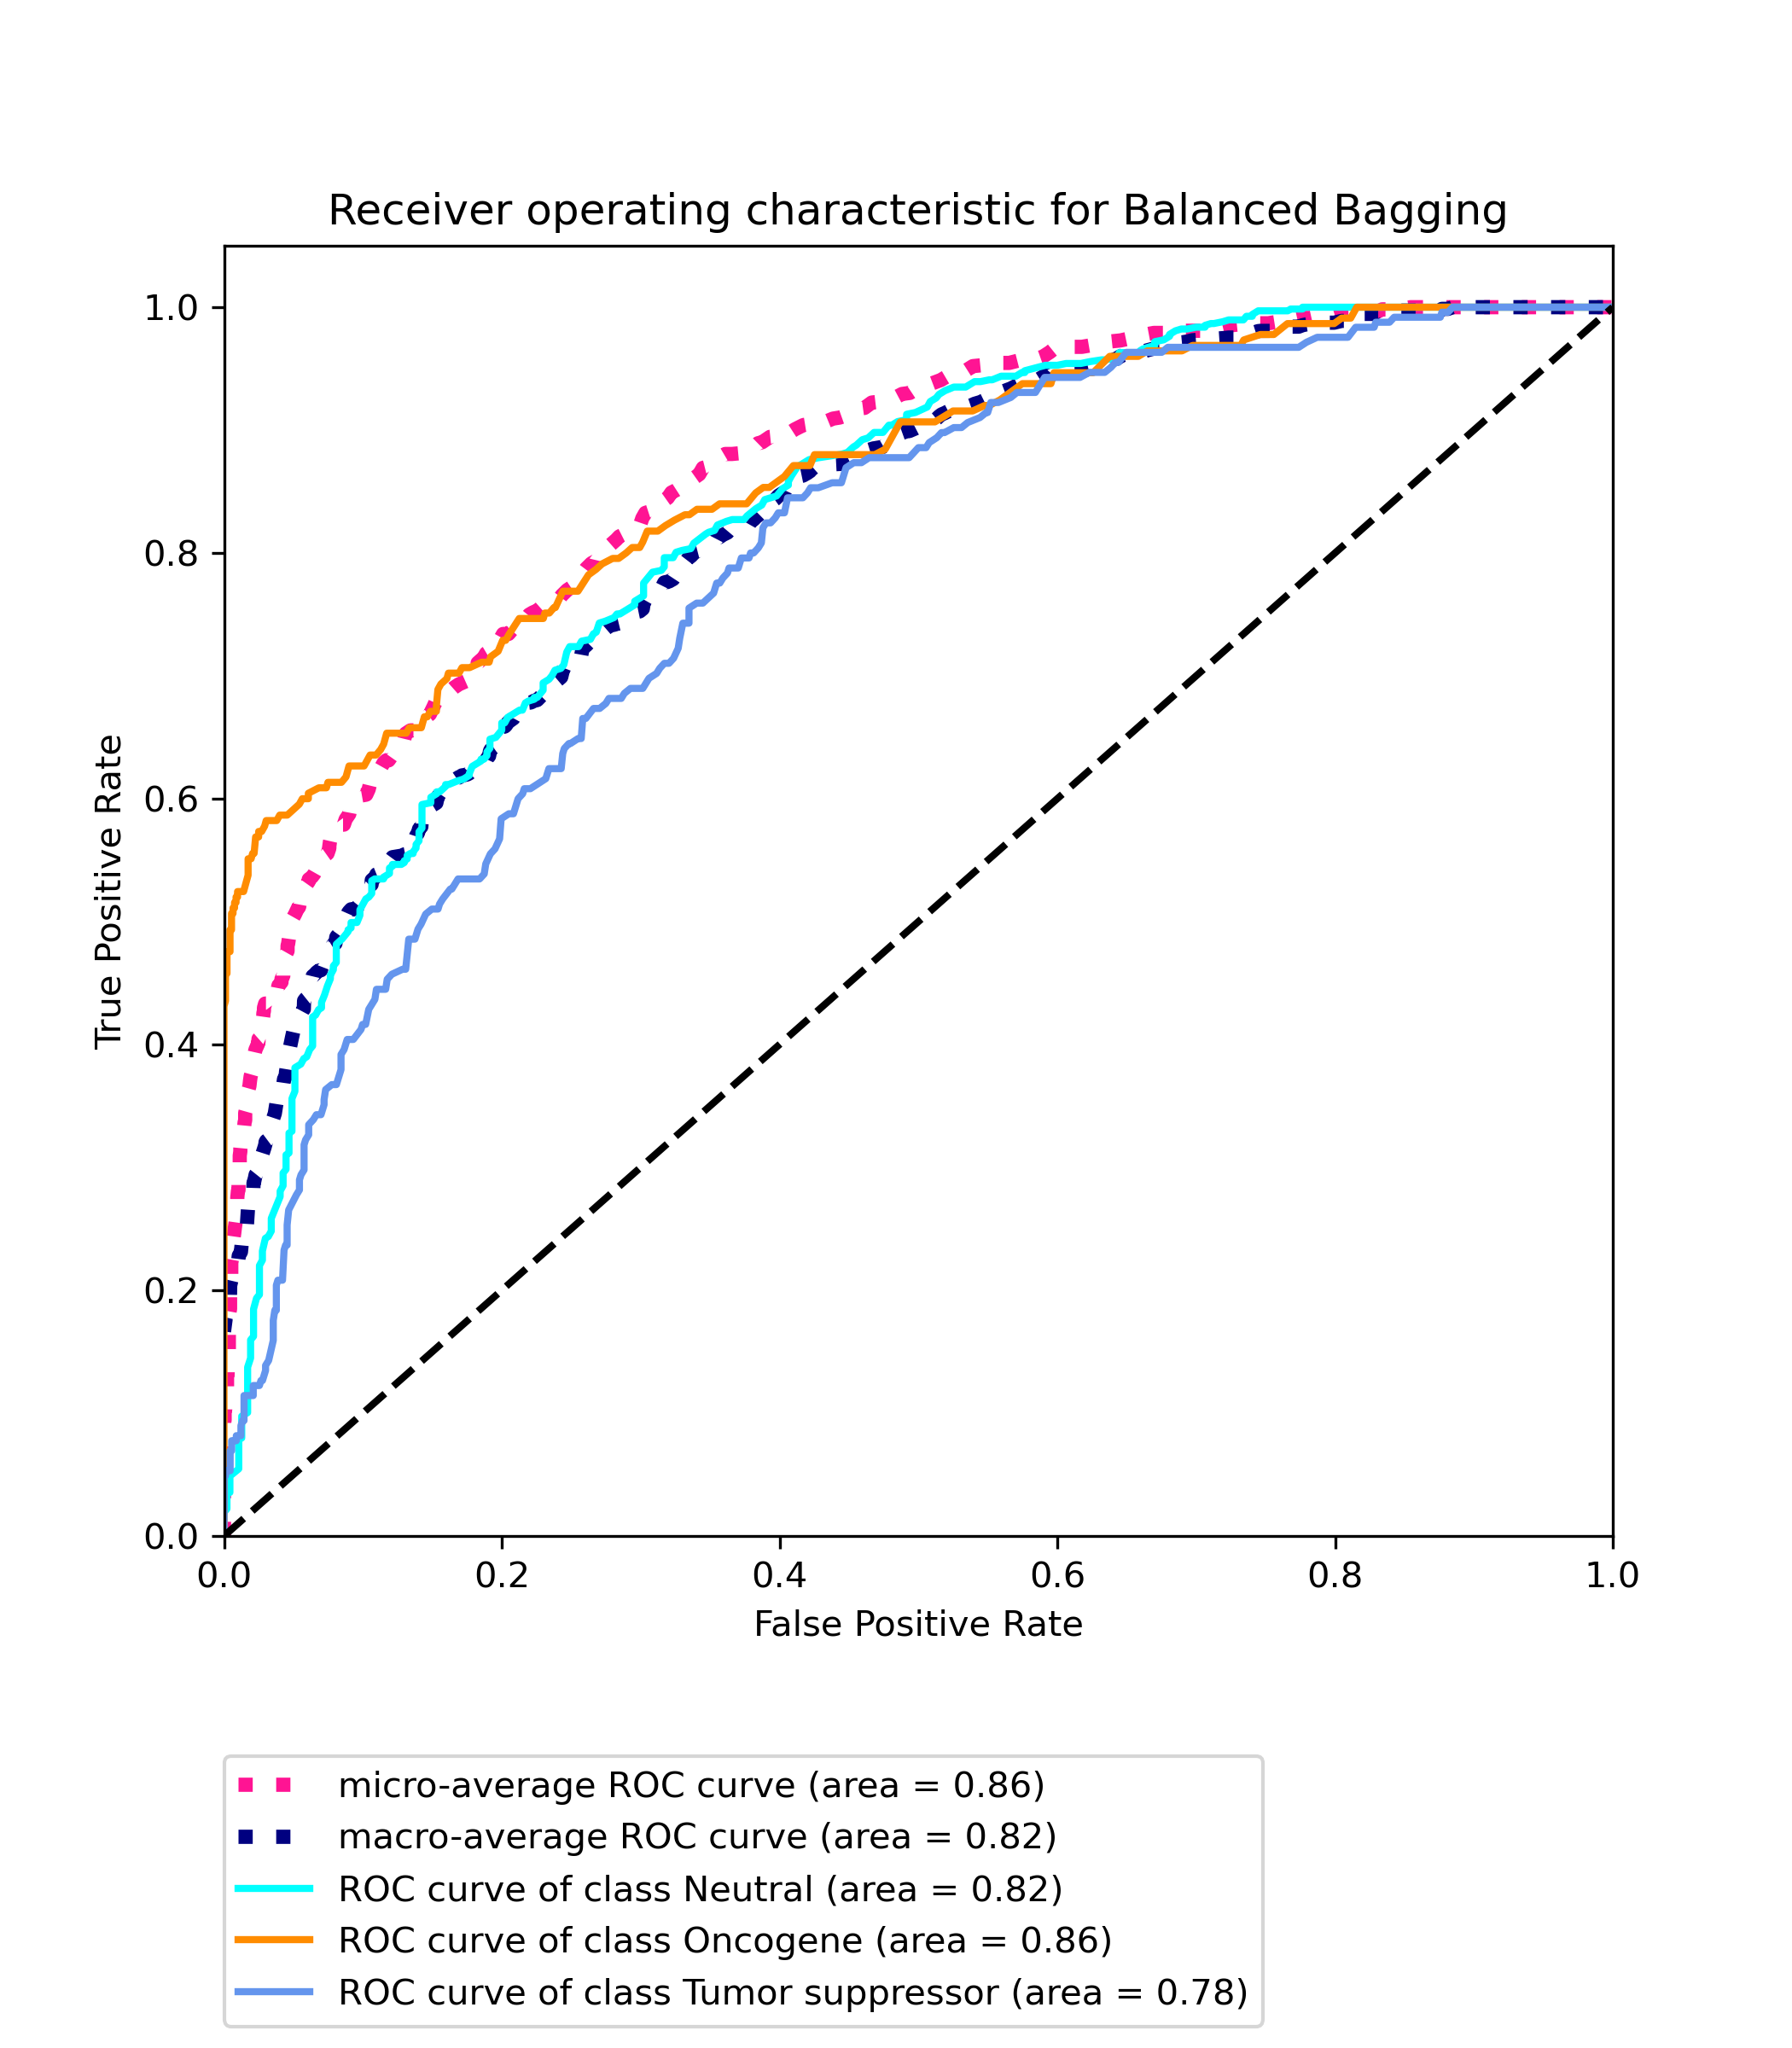 Receiver operating characteristic for Balanced Bagging
1.0
0.8
0.6
0.4
0.2
0.0
True Positive Rate
0.0 0.2 0.4 0.6 0.8 1.0
False Positive Rate
micro-average ROC curve (area = 0.86)
macro-average ROC curve (area = 0.82)
ROC curve of class Neutral (area = 0.82)
ROC curve of class Oncogene (area = 0.86)
ROC curve of class Tumor suppressor (area = 0.78)